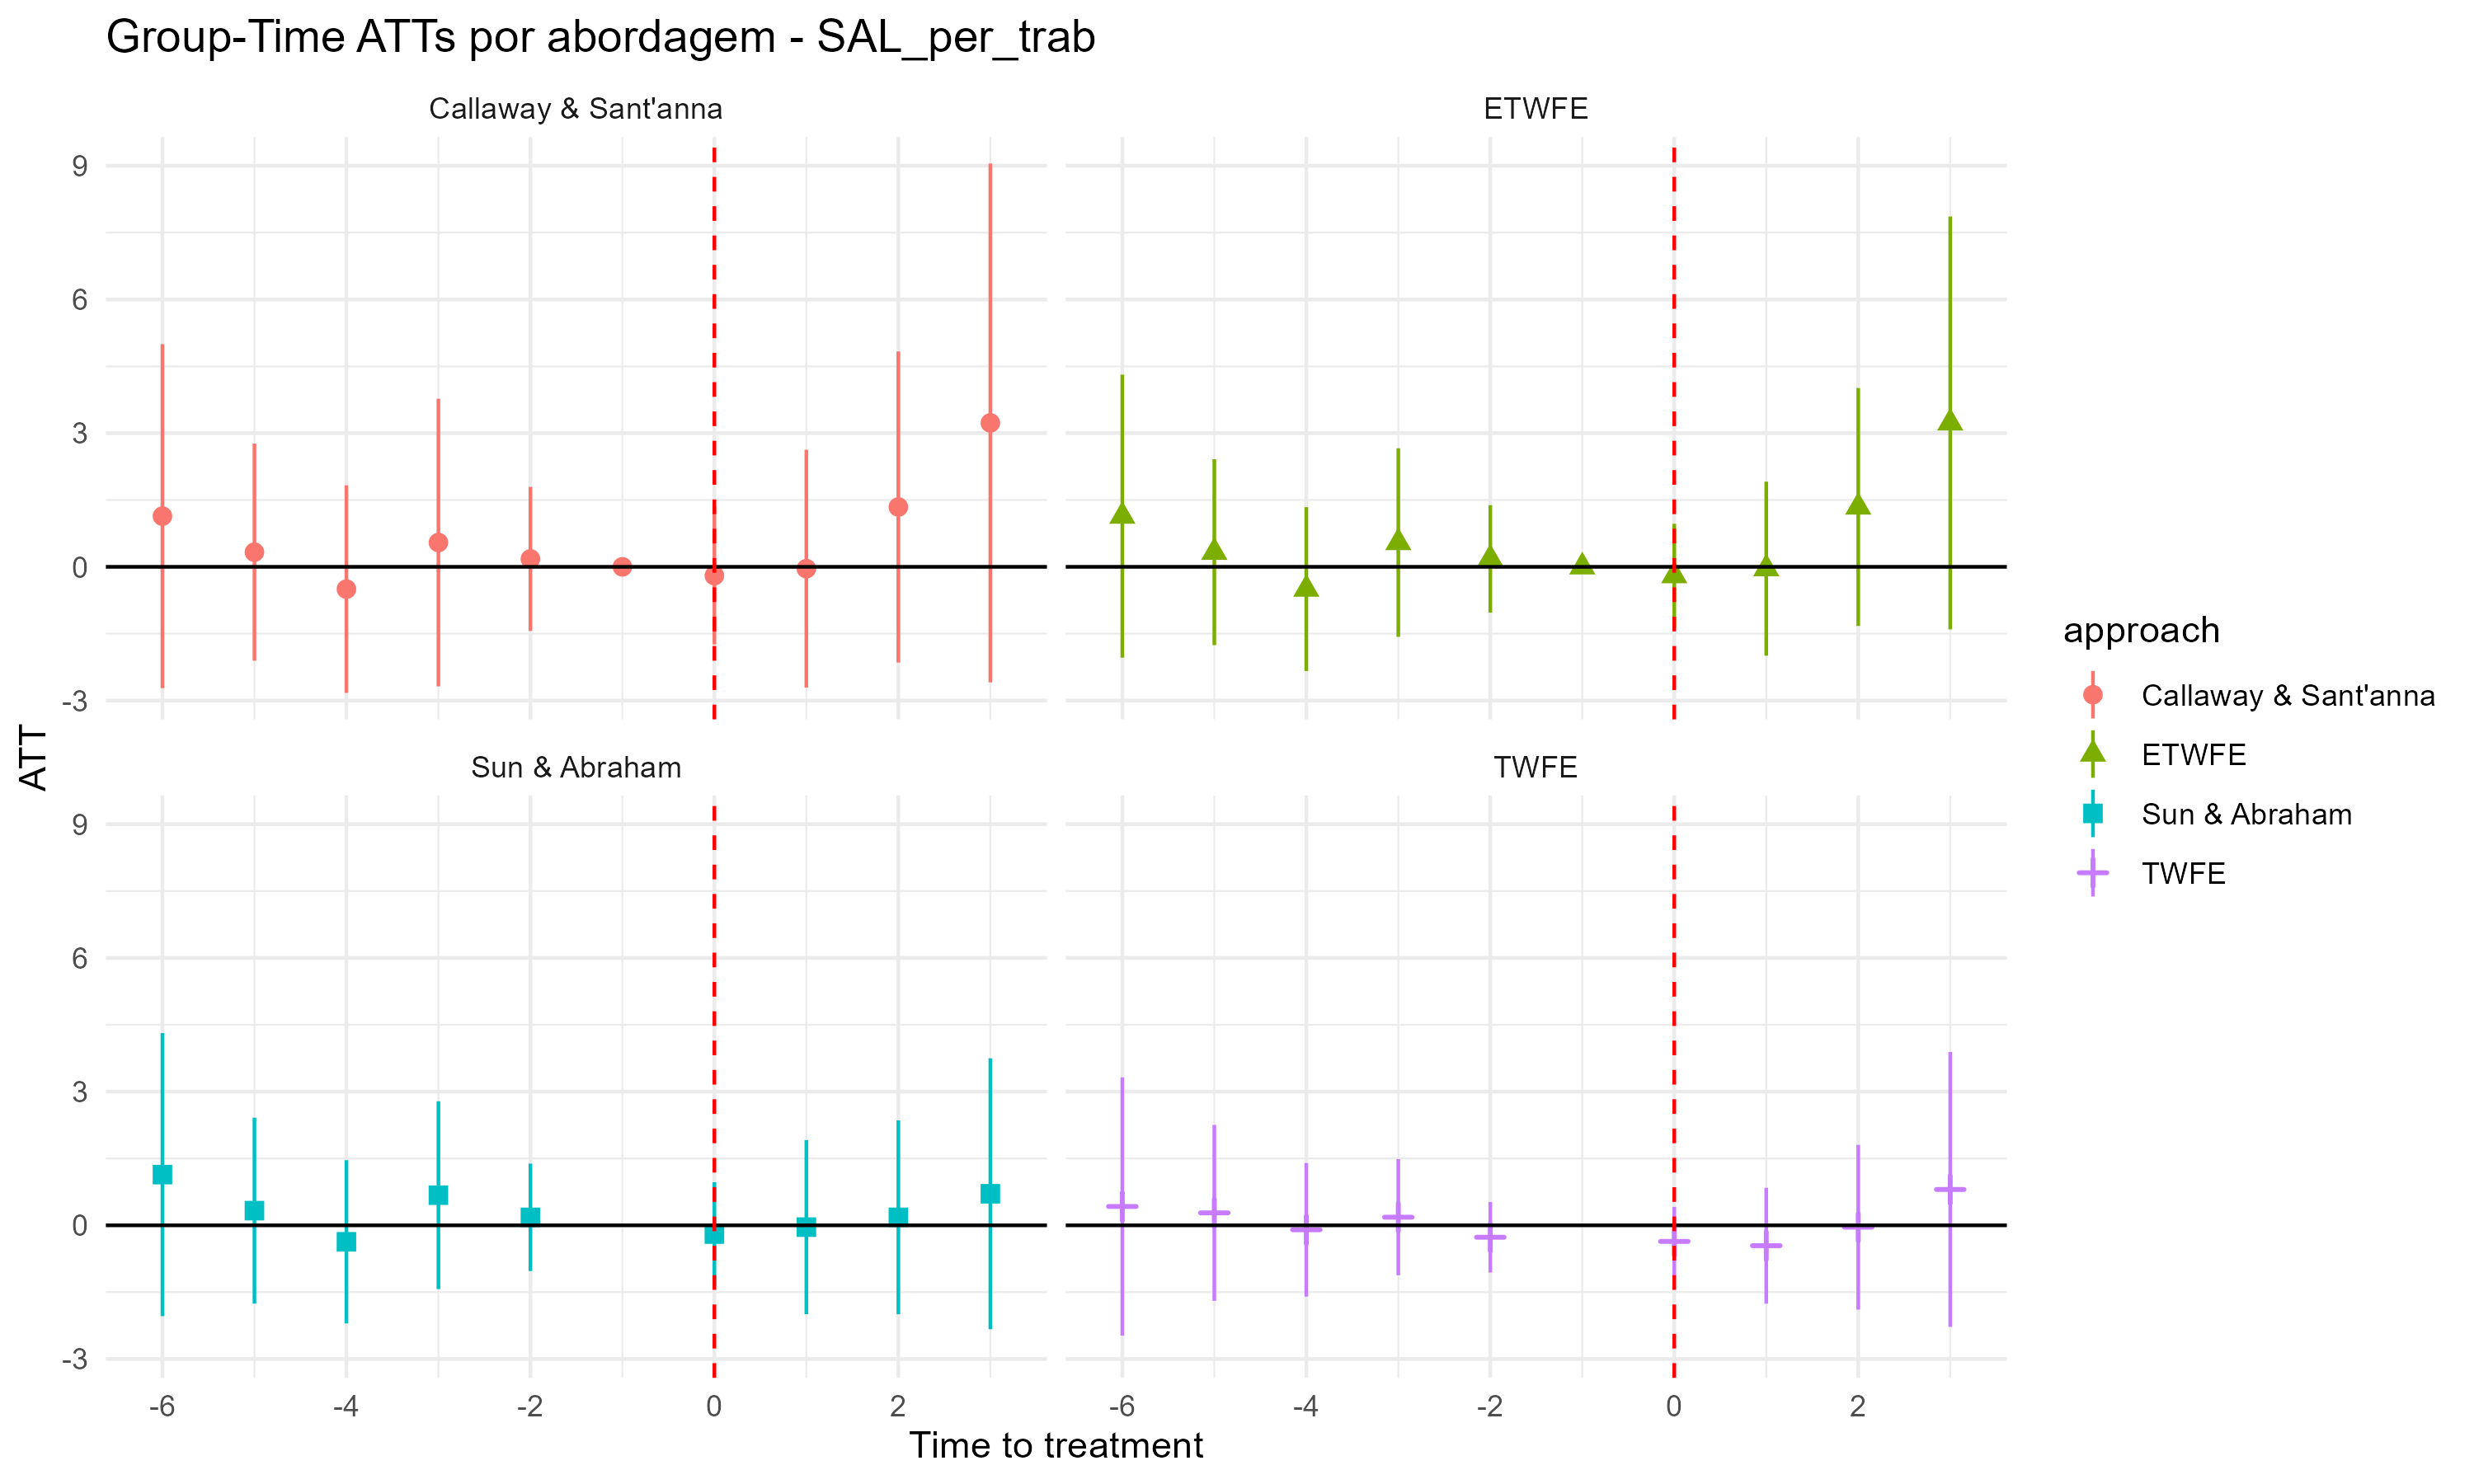 Group-Time ATTs por abordagem - SAL_per_trab
Callaway & Sant'anna
ETWFE
9
6
3
0
-3
Sun & Abraham
TWFE
9
6
3
0
-3
-6 -4 -2 0 2
-6 -4 -2 0 2
Time to treatment
ATT
approach
Callaway & Sant'anna
ETWFE
Sun & Abraham
TWFE